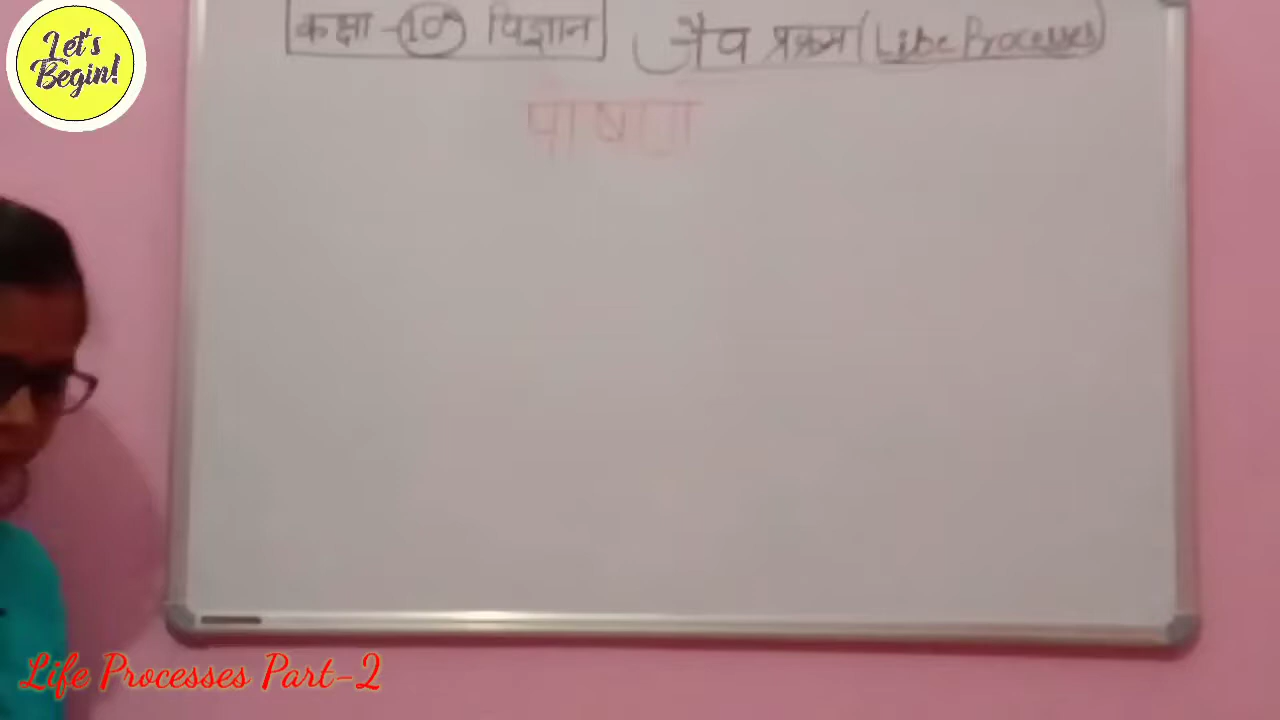 Let's
Begin!
कक्षा - 10 विज्ञान
जैव प्रक्रम (Life Processes)
पोषण
Life Processes Part-2